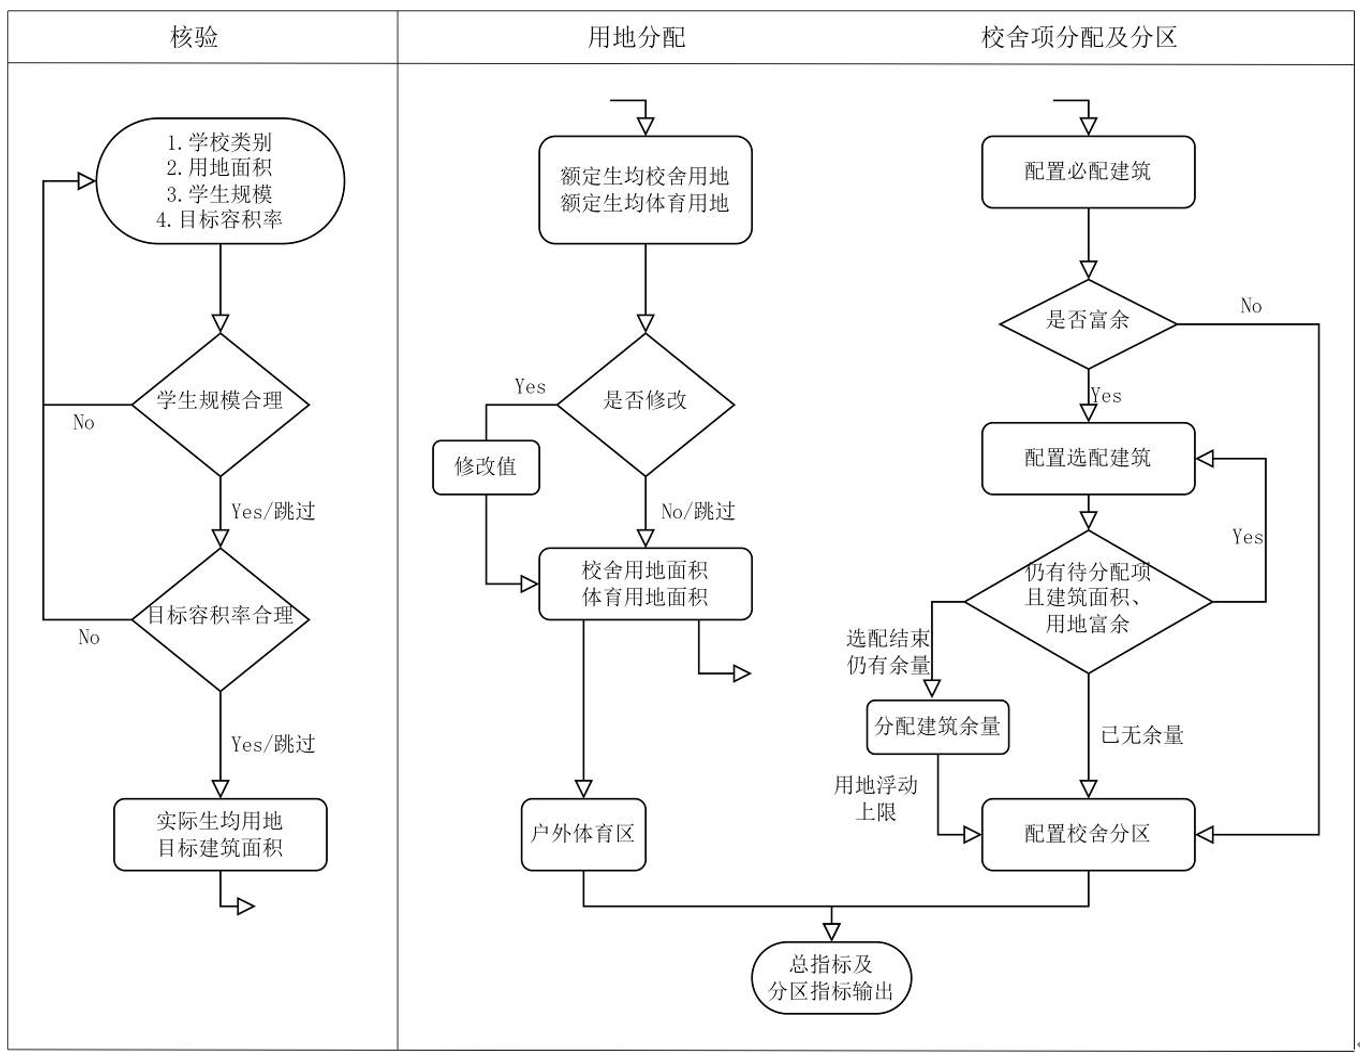 核验
用地分配
校舍项分配及分区
1. 学校类别
2. 用地面积
3. 学生规模
4. 目标容积率
学生规模合理
No
Yes/跳过
目标容积率合理
No
Yes/跳过
实际生均用地
目标建筑面积
额定生均校舍用地
额定生均体育用地
Yes
是否修改
修改值
No/跳过
校舍用地面积
体育用地面积
户外体育区
配置必配建筑
是否富余
No
Yes
配置选配建筑
Yes
仍有待分配项
且建筑面积、
用地富余
选配结束
仍有余量
分配建筑余量
已无余量
用地浮动
上限
配置校舍分区
总指标及
分区指标输出